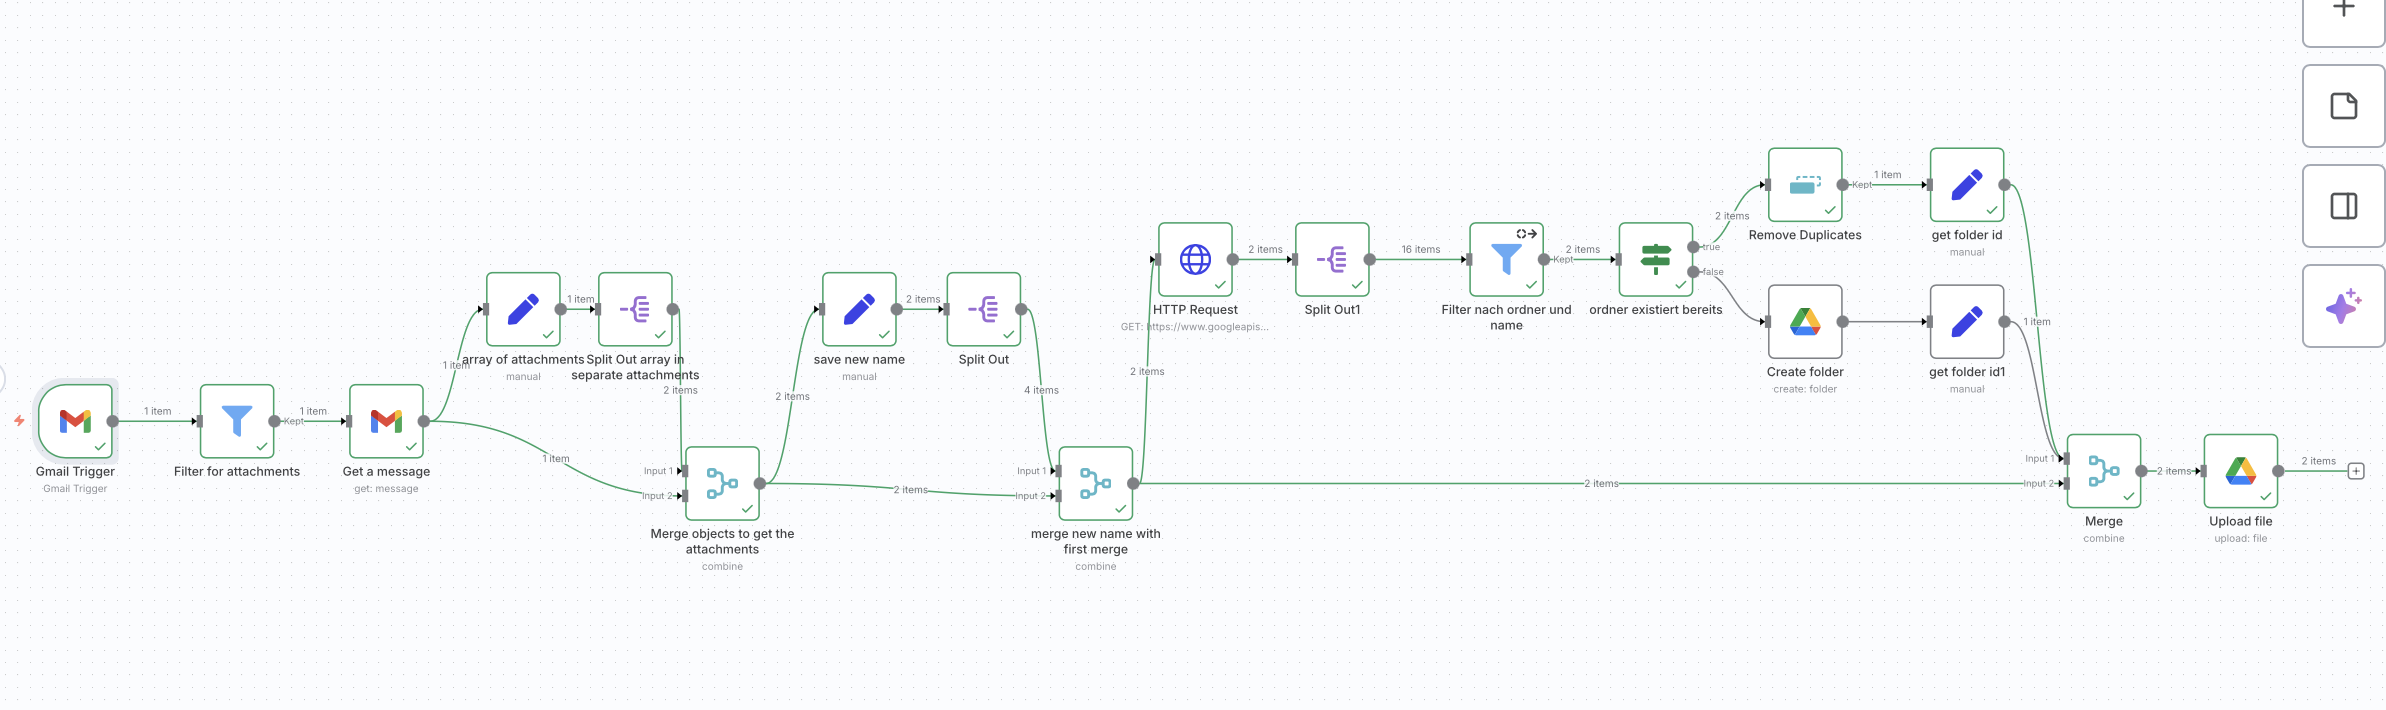 Gmail Trigger
Gmail Trigger
1 item
Filter for attachments
Kept
1 item
Get a message
get: message
1 item
1 item
array of attachments
manual
1 item
Split Out array in
separate attachments
2 items
Input 1
Input 2
Merge objects to get the
attachments
combine
2 items
2 items
save new name
manual
2 items
Split Out
4 items
Input 1
Input 2
merge new name with
first merge
combine
2 items
2 items
HTTP Request
GET: https://www.googleapis...
2 items
Split Out1
16 items
Filter nach ordner und
name
Kept
2 items
ordner existiert bereits
true
false
2 items
Remove Duplicates
Kept
1 item
get folder id
manual
Create folder
create: folder
get folder id1
manual
1 item
Input 1
Input 2
Merge
combine
2 items
Upload file
upload: file
2 items